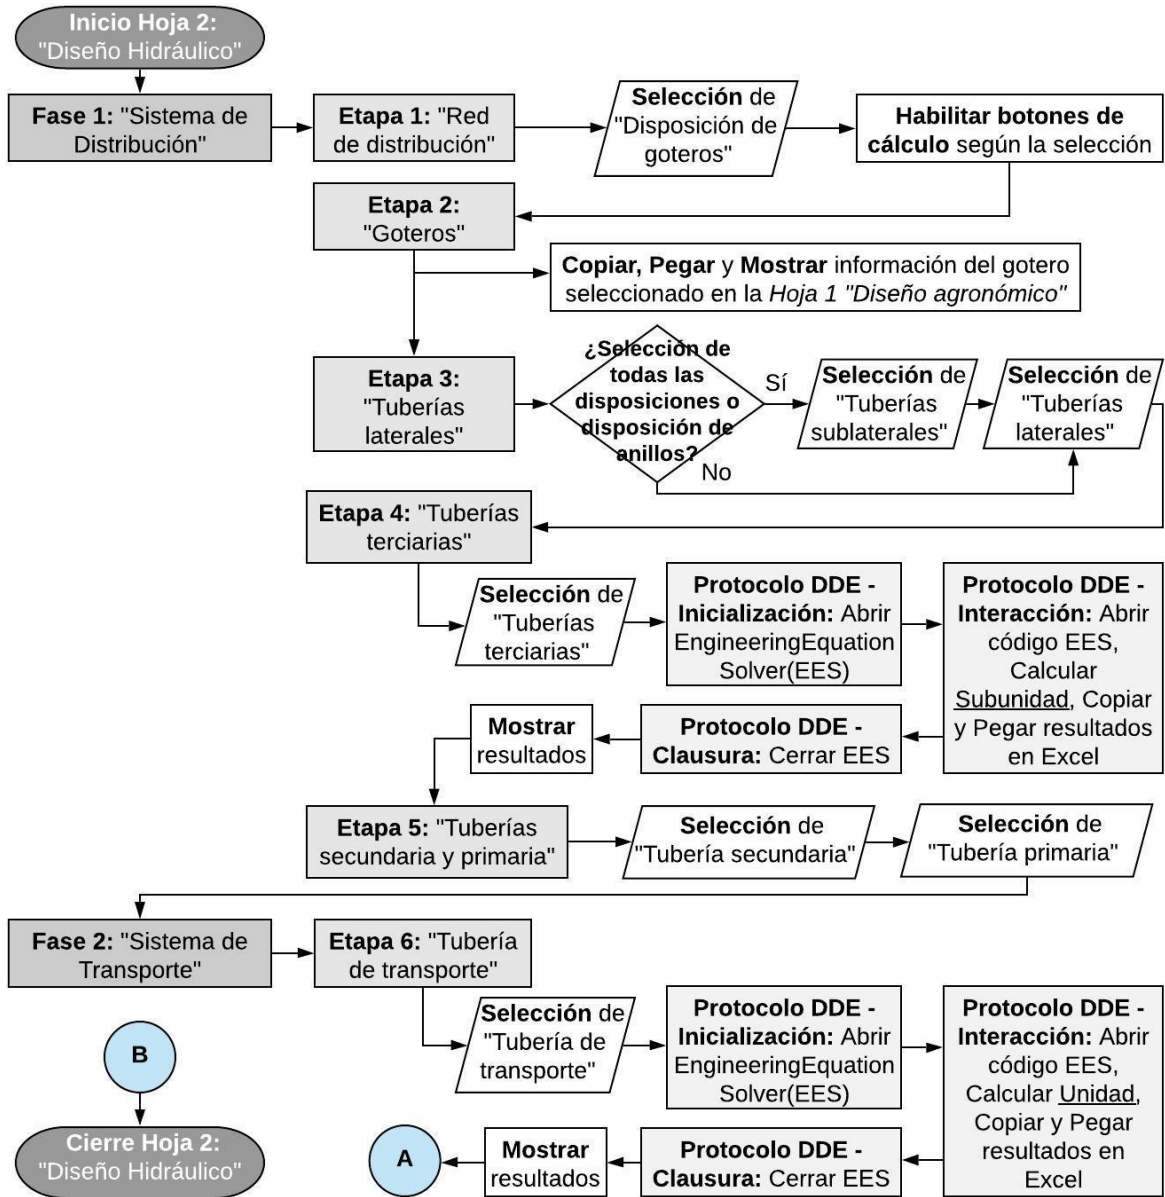 Inicio Hoja 2:
"Diseño Hidráulico"
Fase 1: "Sistema de
Distribución"
Etapa 1: "Red
de distribución"
Selección de
"Disposición de
goteros"
Habilitar botones de
cálculo según la selección
Etapa 2:
"Goteros"
Copiar, Pegar y Mostrar información del gotero
seleccionado en la Hoja 1 "Diseño agronómico"
Etapa 3:
"Tuberías
laterales"
¿Selección de
todas las
disposiciones o
disposición de
anillos?
Sí
No
Selección de
"Tuberías
sublaterales"
Selección de
"Tuberías
laterales"
Etapa 4: "Tuberías
terciarias"
Selección de
"Tuberías
terciarias"
Protocolo DDE -
Inicialización: Abrir
EngineeringEquation
Solver(EES)
Protocolo DDE -
Interacción: Abrir
código EES,
Calcular
Subunidad, Copiar
y Pegar resultados
en Excel
Protocolo DDE -
Clausura: Cerrar EES
Mostrar
resultados
Etapa 5: "Tuberías
secundaria y primaria"
Selección de
"Tubería secundaria"
Selección de
"Tubería primaria"
Fase 2: "Sistema de
Transporte"
Etapa 6: "Tubería
de transporte"
Selección de
"Tubería de
transporte"
Protocolo DDE -
Inicialización: Abrir
EngineeringEquation
Solver(EES)
Protocolo DDE -
Interacción: Abrir
código EES,
Calcular Unidad,
Copiar y Pegar
resultados en
Excel
Protocolo DDE -
Clausura: Cerrar EES
Mostrar
resultados
A
B
Cierre Hoja 2:
"Diseño Hidráulico"